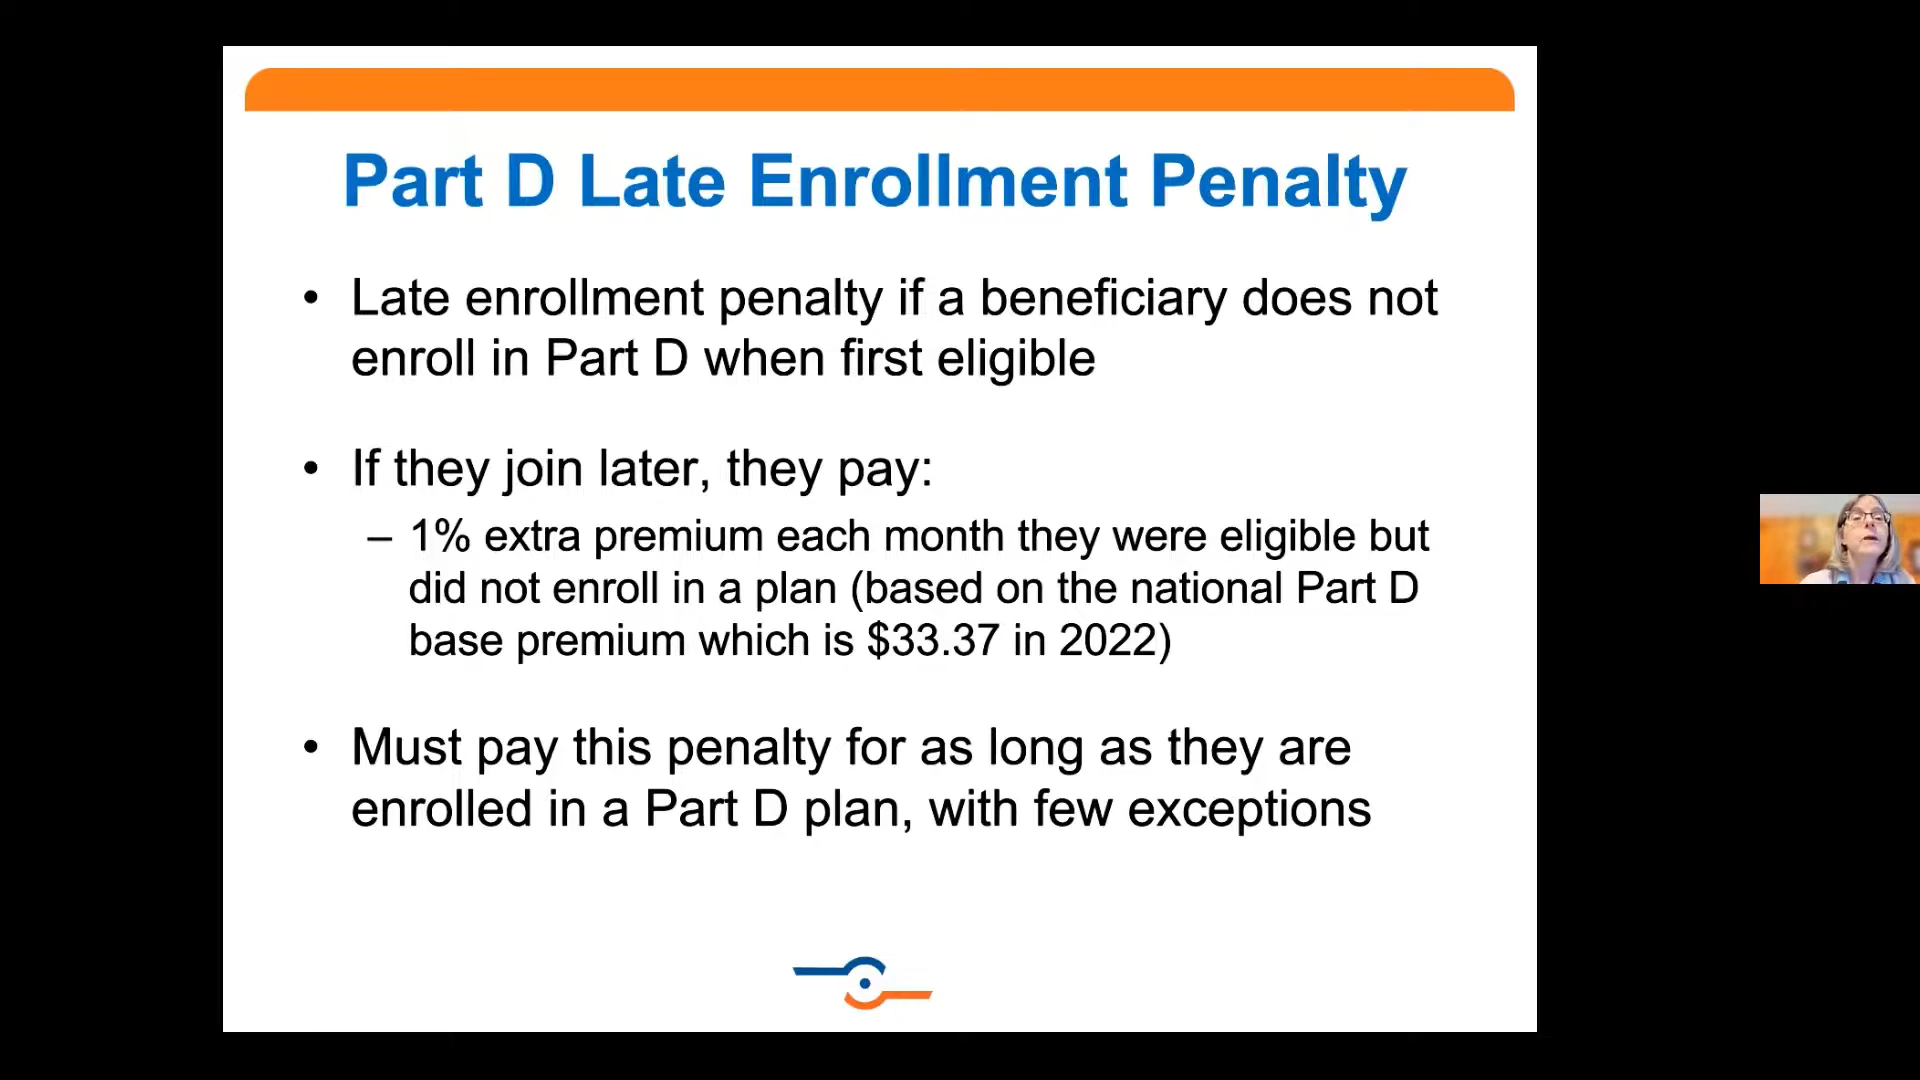 Part D Late Enrollment Penalty
• Late enrollment penalty if a beneficiary does not
enroll in Part D when first eligible
• If they join later, they pay:
– 1% extra premium each month they were eligible but
did not enroll in a plan (based on the national Part D
base premium which is $33.37 in 2022)
• Must pay this penalty for as long as they are
enrolled in a Part D plan, with few exceptions